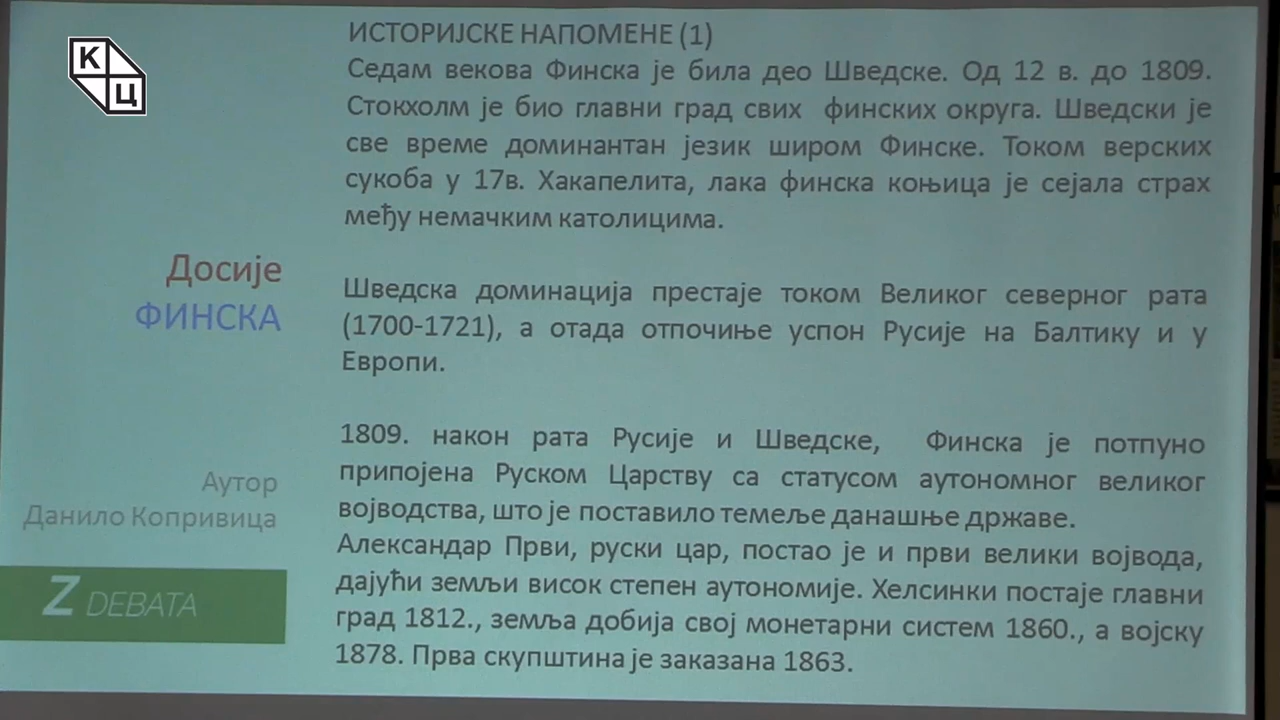 К
Ц
ИСТОРИЈСКЕ НАПОМЕНЕ (1)
Седам векова Финска је била део Шведске. Од 12 в. до 1809.
Стокхолм је био главни град свих финских округа. Шведски је
све време доминантан језик широм Финске. Током верских
сукоба у 17в. Хакапелита, лака финска коњица је сејала страх
међу немачким католицима.
Шведска доминација престаје током Великог северног рата
(1700-1721), а отада отпочиње успон Русије на Балтику и у
Европи.
1809. након рата Русије и Шведске, Финска је потпуно
припојена Руском Царству са статусом аутономног великог
војводства, што је поставило темеље данашње државе.
Александар Први, руски цар, постао је и први велики војвода,
дајући земљи висок степен аутономије. Хелсинки постаје главни
град 1812., земља добија свој монетарни систем 1860., а војску
1878. Прва скупштина је заказана 1863.
Досије
ФИНСКА
Аутор
Данило Копривица
Z DEBATA